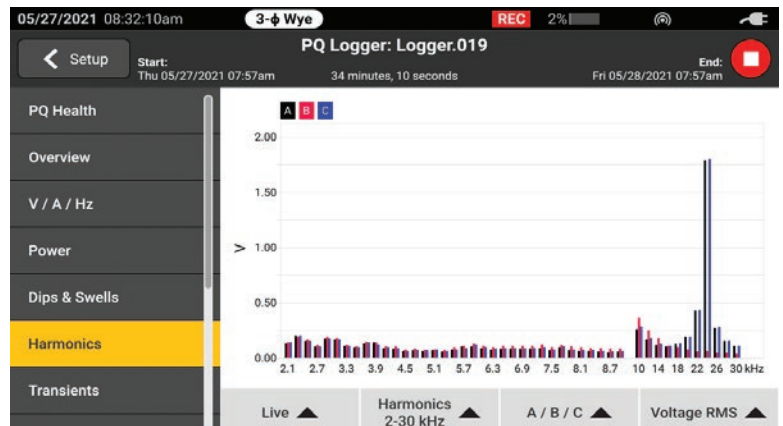 05/27/2021 08:32:10am 3-ϕ Wye REC 2%
Setup
PQ Logger: Logger.019
Start:
Thu 05/27/2021 07:57am
34 minutes, 10 seconds
End:
Fri 05/28/2021 07:57am
PQ Health
Overview
V / A / Hz
Power
Dips & Swells
Harmonics
Transients
A B C
2.00
1.50
1.00
0.50
0.00
V
2.1 2.7 3.3 3.9 4.5 5.1 5.7 6.3 6.9 7.5 8.1 8.7 10 14 18 22 26 30 kHz
Live
Harmonics
2-30 kHz
A / B / C
Voltage RMS